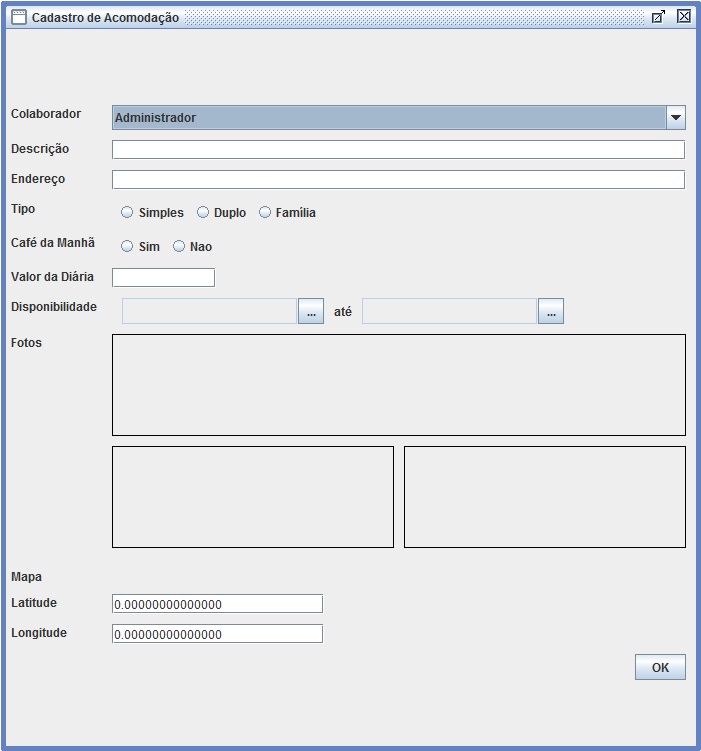 Cadastro de Acomodação
Colaborador Administrador
Descrição
Endereço
Tipo Simples Duplo Família
Café da Manhã Sim Nao
Valor da Diária
Disponibilidade ... até ...
Fotos
Mapa
Latitude 0.00000000000000
Longitude 0.00000000000000
OK